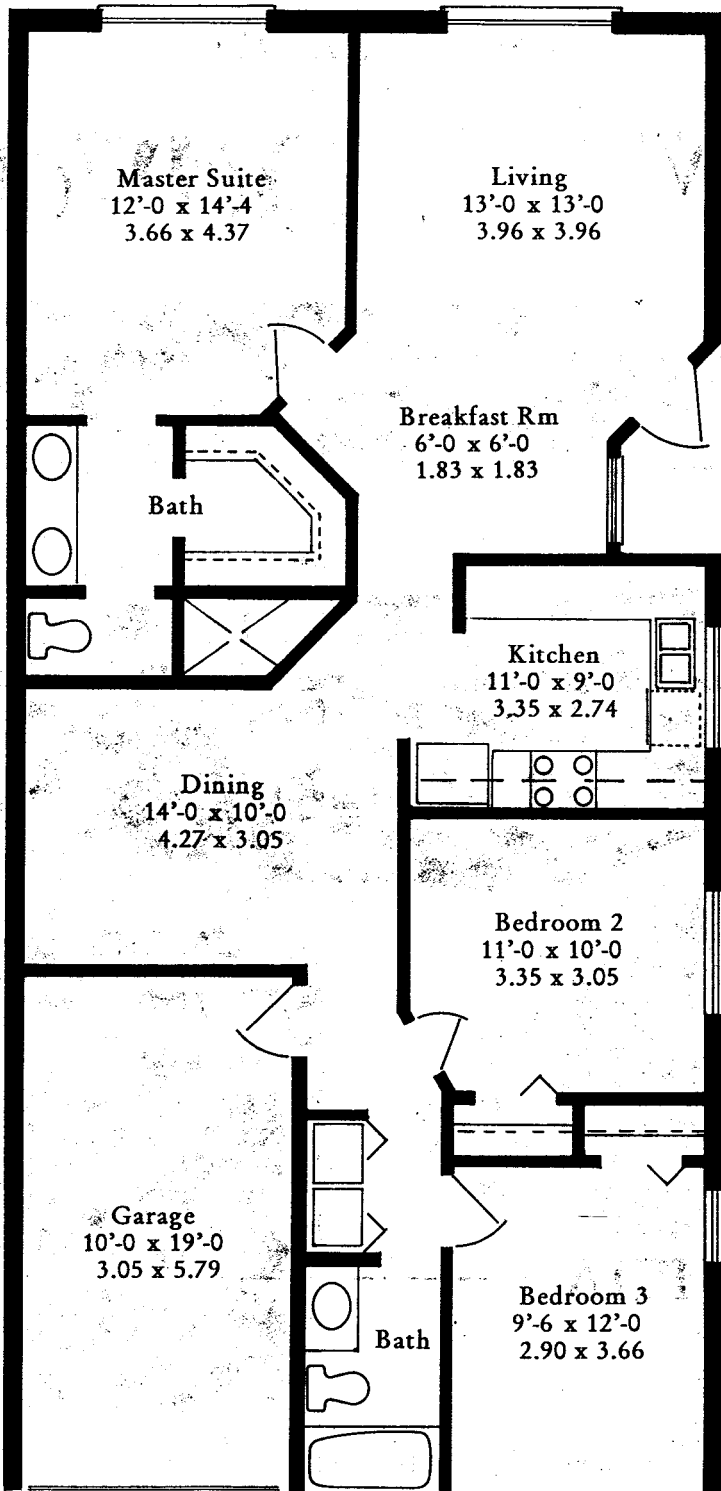 Master Suite
12'-0 x 14'-4
3.66 x 4.37
Living
13'-0 x 13'-0
3.96 x 3.96
Breakfast Rm
6'-0 x 6'-0
1.83 x 1.83
Bath
Kitchen
11'-0 x 9'-0
3.35 x 2.74
Dining
14'-0 x 10'-0
4.27 x 3.05
Bedroom 2
11'-0 x 10'-0
3.35 x 3.05
Garage
10'-0 x 19'-0
3.05 x 5.79
Bedroom 3
9'-6 x 12'-0
2.90 x 3.66
Bath